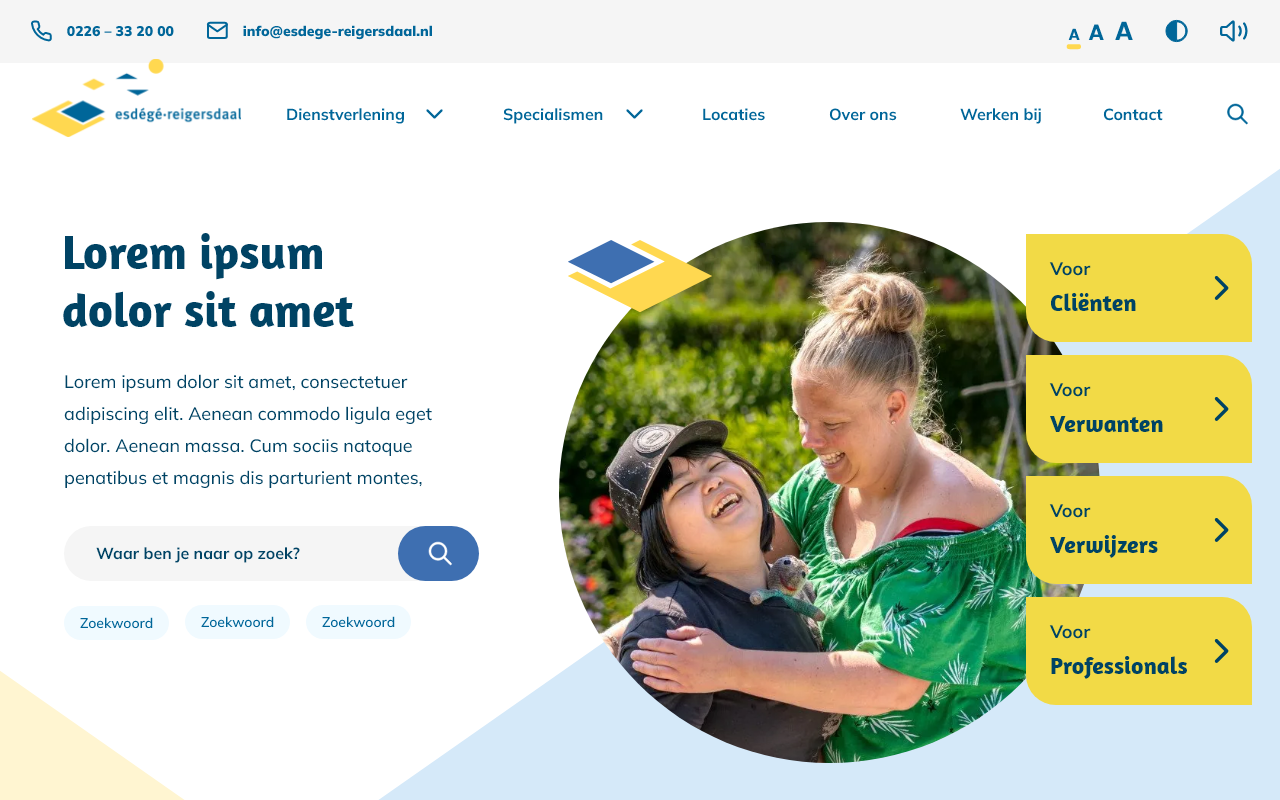 0226 – 33 20 00
info@esdege-reigersdaal.nl
A A A
esdégé·reigersdaal
Dienstverlening
Specialismen
Locaties
Over ons
Werken bij
Contact
Lorem ipsum
dolor sit amet
Lorem ipsum dolor sit amet, consectetuer
adipiscing elit. Aenean commodo ligula eget
dolor. Aenean massa. Cum sociis natoque
penatibus et magnis dis parturient montes,
Waar ben je naar op zoek?
Zoekwoord
Zoekwoord
Zoekwoord
Voor
Cliënten
Voor
Verwanten
Voor
Verwijzers
Voor
Professionals